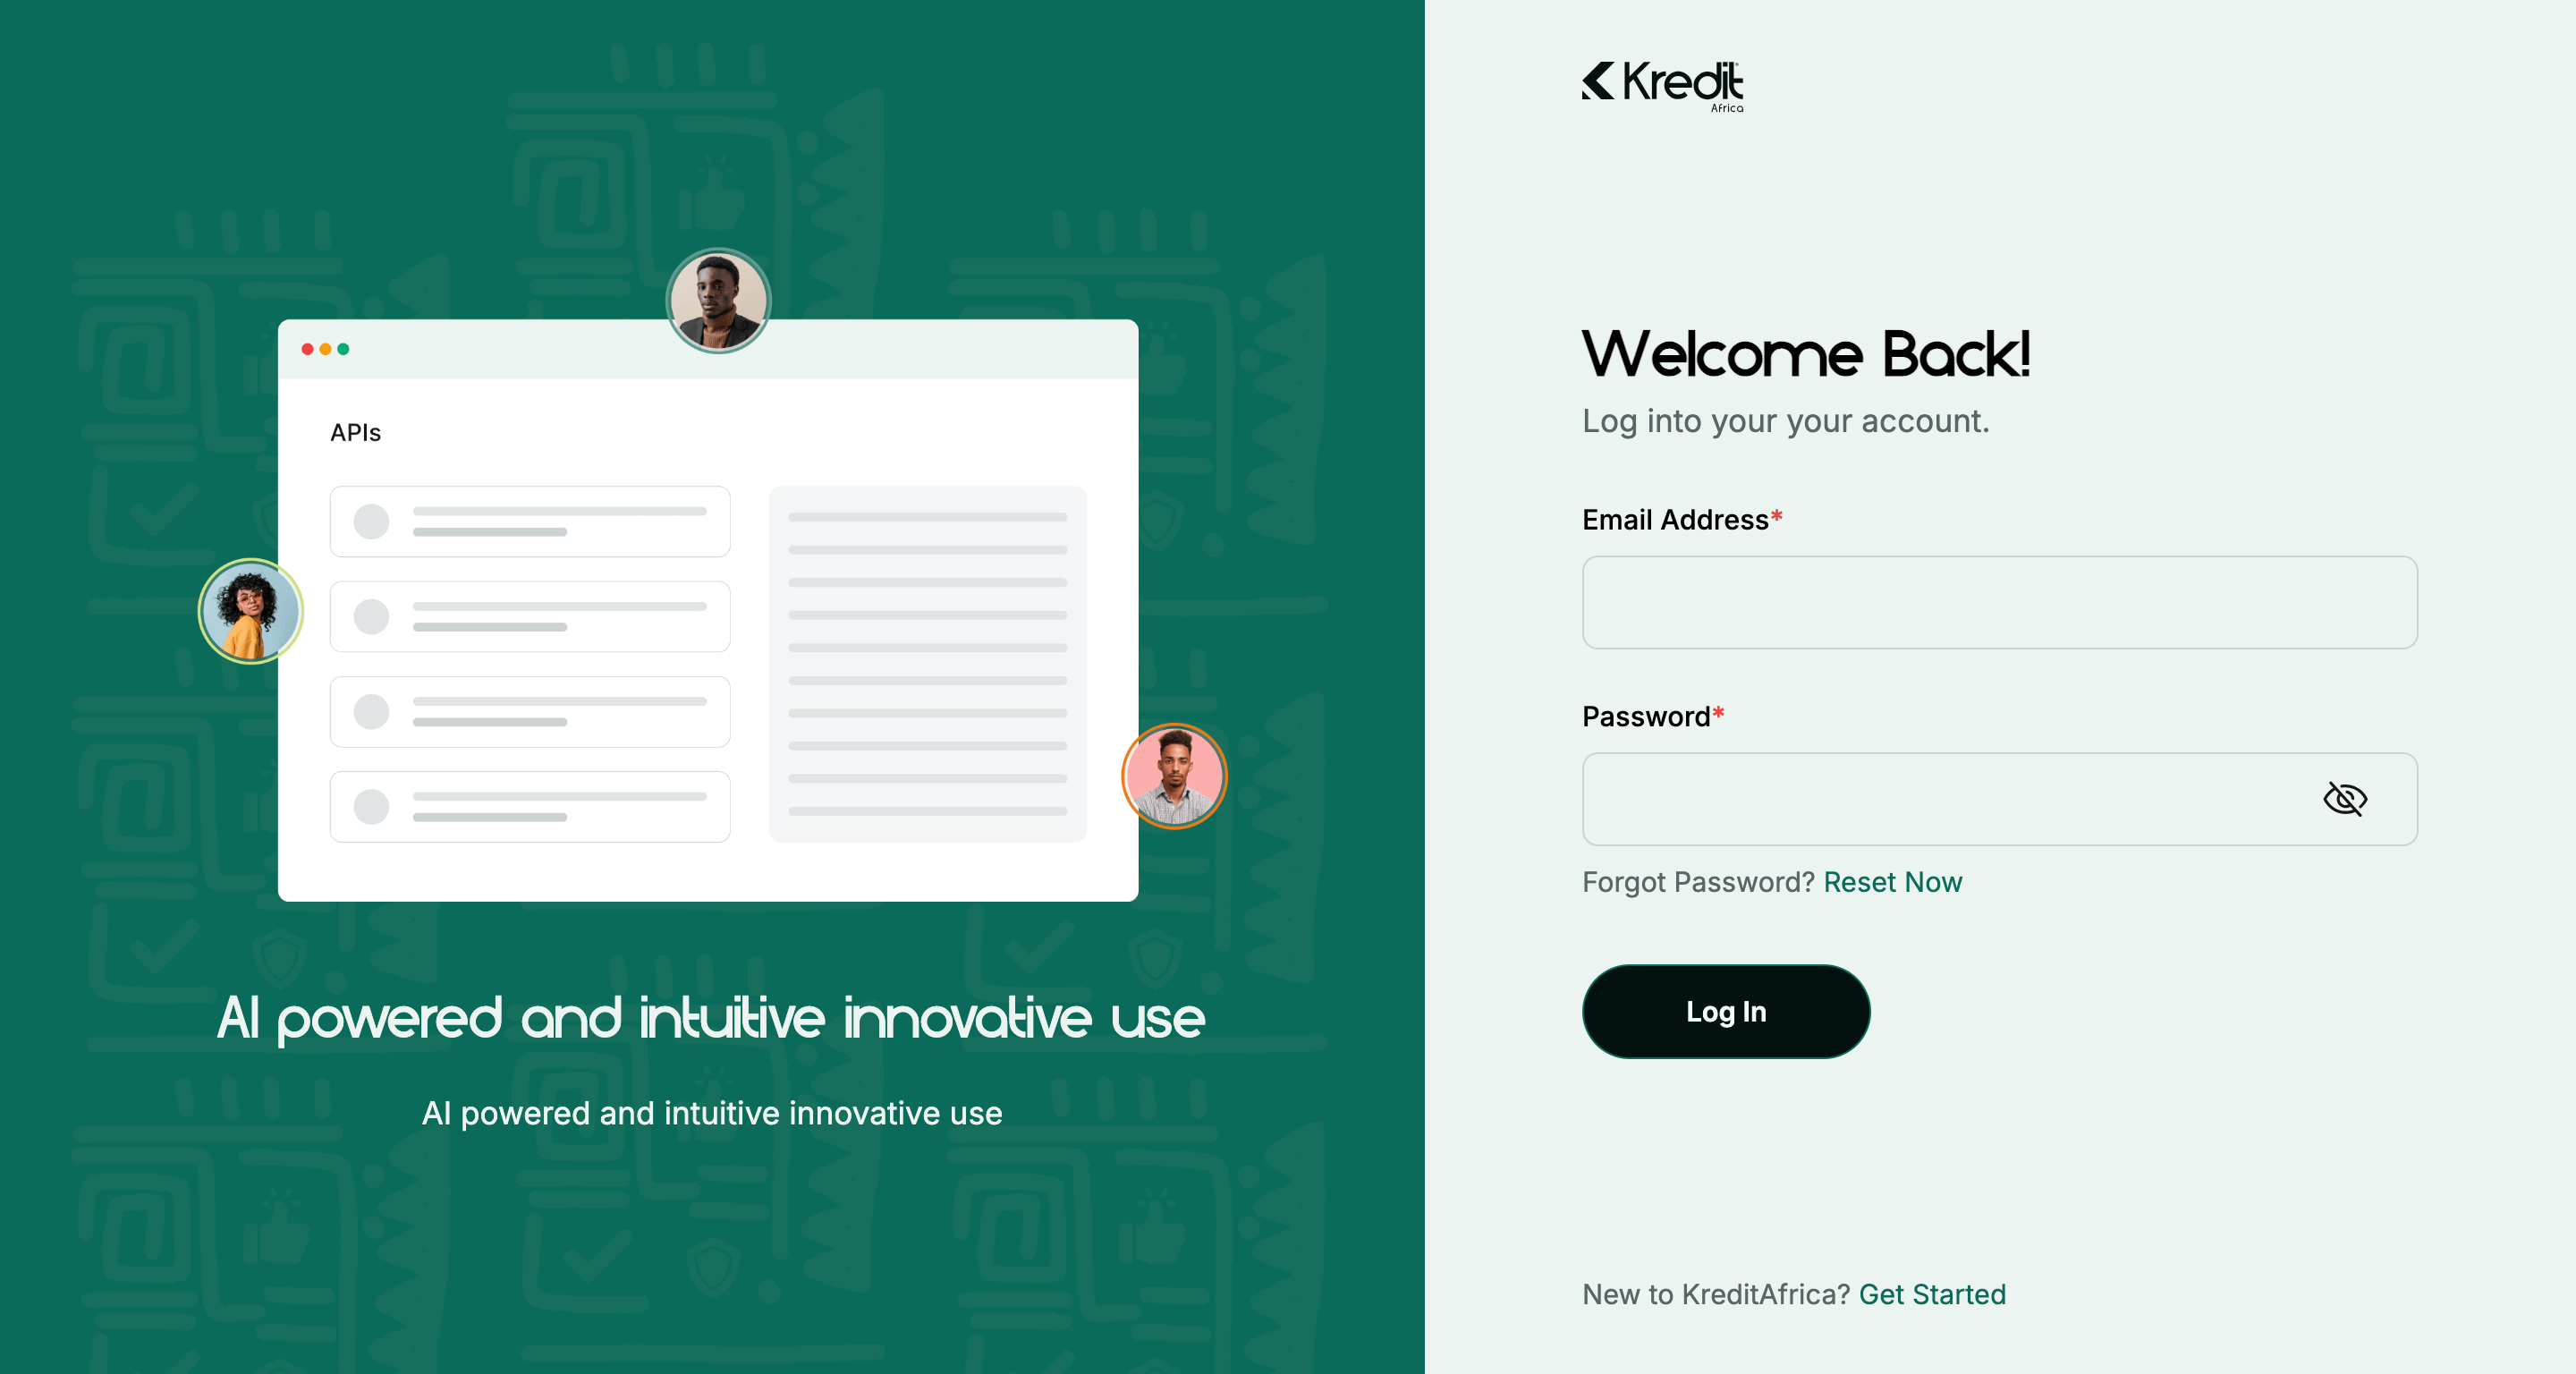 APIs
AI powered and intuitive innovative use
AI powered and intuitive innovative use
Kredit
Africa
Welcome Back!
Log into your your account.
Email Address*
Password*
Forgot Password? Reset Now
Log In
New to KreditAfrica? Get Started